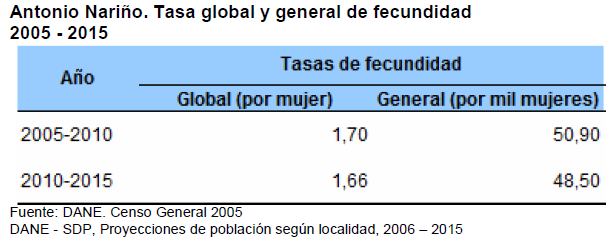 Antonio Nariño. Tasa global y general de fecundidad
2005 - 2015
Año
Tasas de fecundidad
Global (por mujer) General (por mil mujeres)
2005-2010 1,70 50,90
2010-2015 1,66 48,50
Fuente: DANE. Censo General 2005
DANE - SDP, Proyecciones de población según localidad, 2006 – 2015